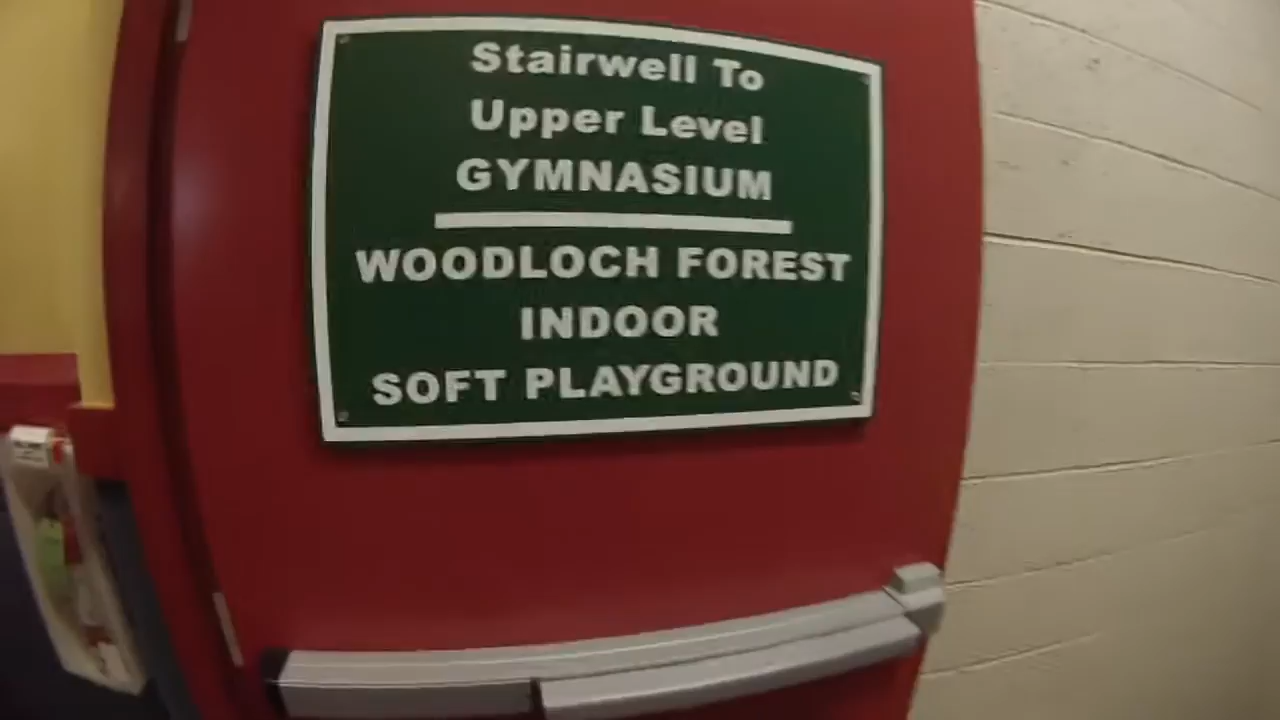 Stairwell To
Upper Level
GYMNASIUM
WOODLOCH FOREST
INDOOR
SOFT PLAYGROUND